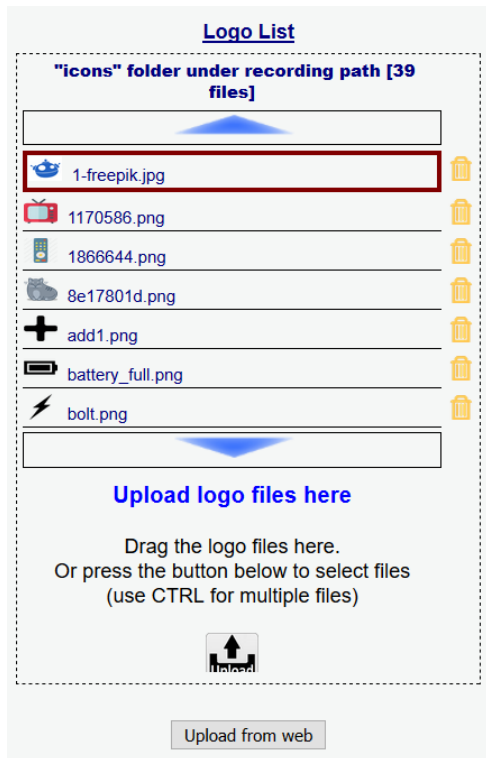 Logo List
"icons" folder under recording path [39
files]
1-freepik.jpg
1170586.png
1866644.png
8e17801d.png
add1.png
battery_full.png
bolt.png
Upload logo files here
Drag the logo files here.
Or press the button below to select files
(use CTRL for multiple files)
Upload
Upload from web